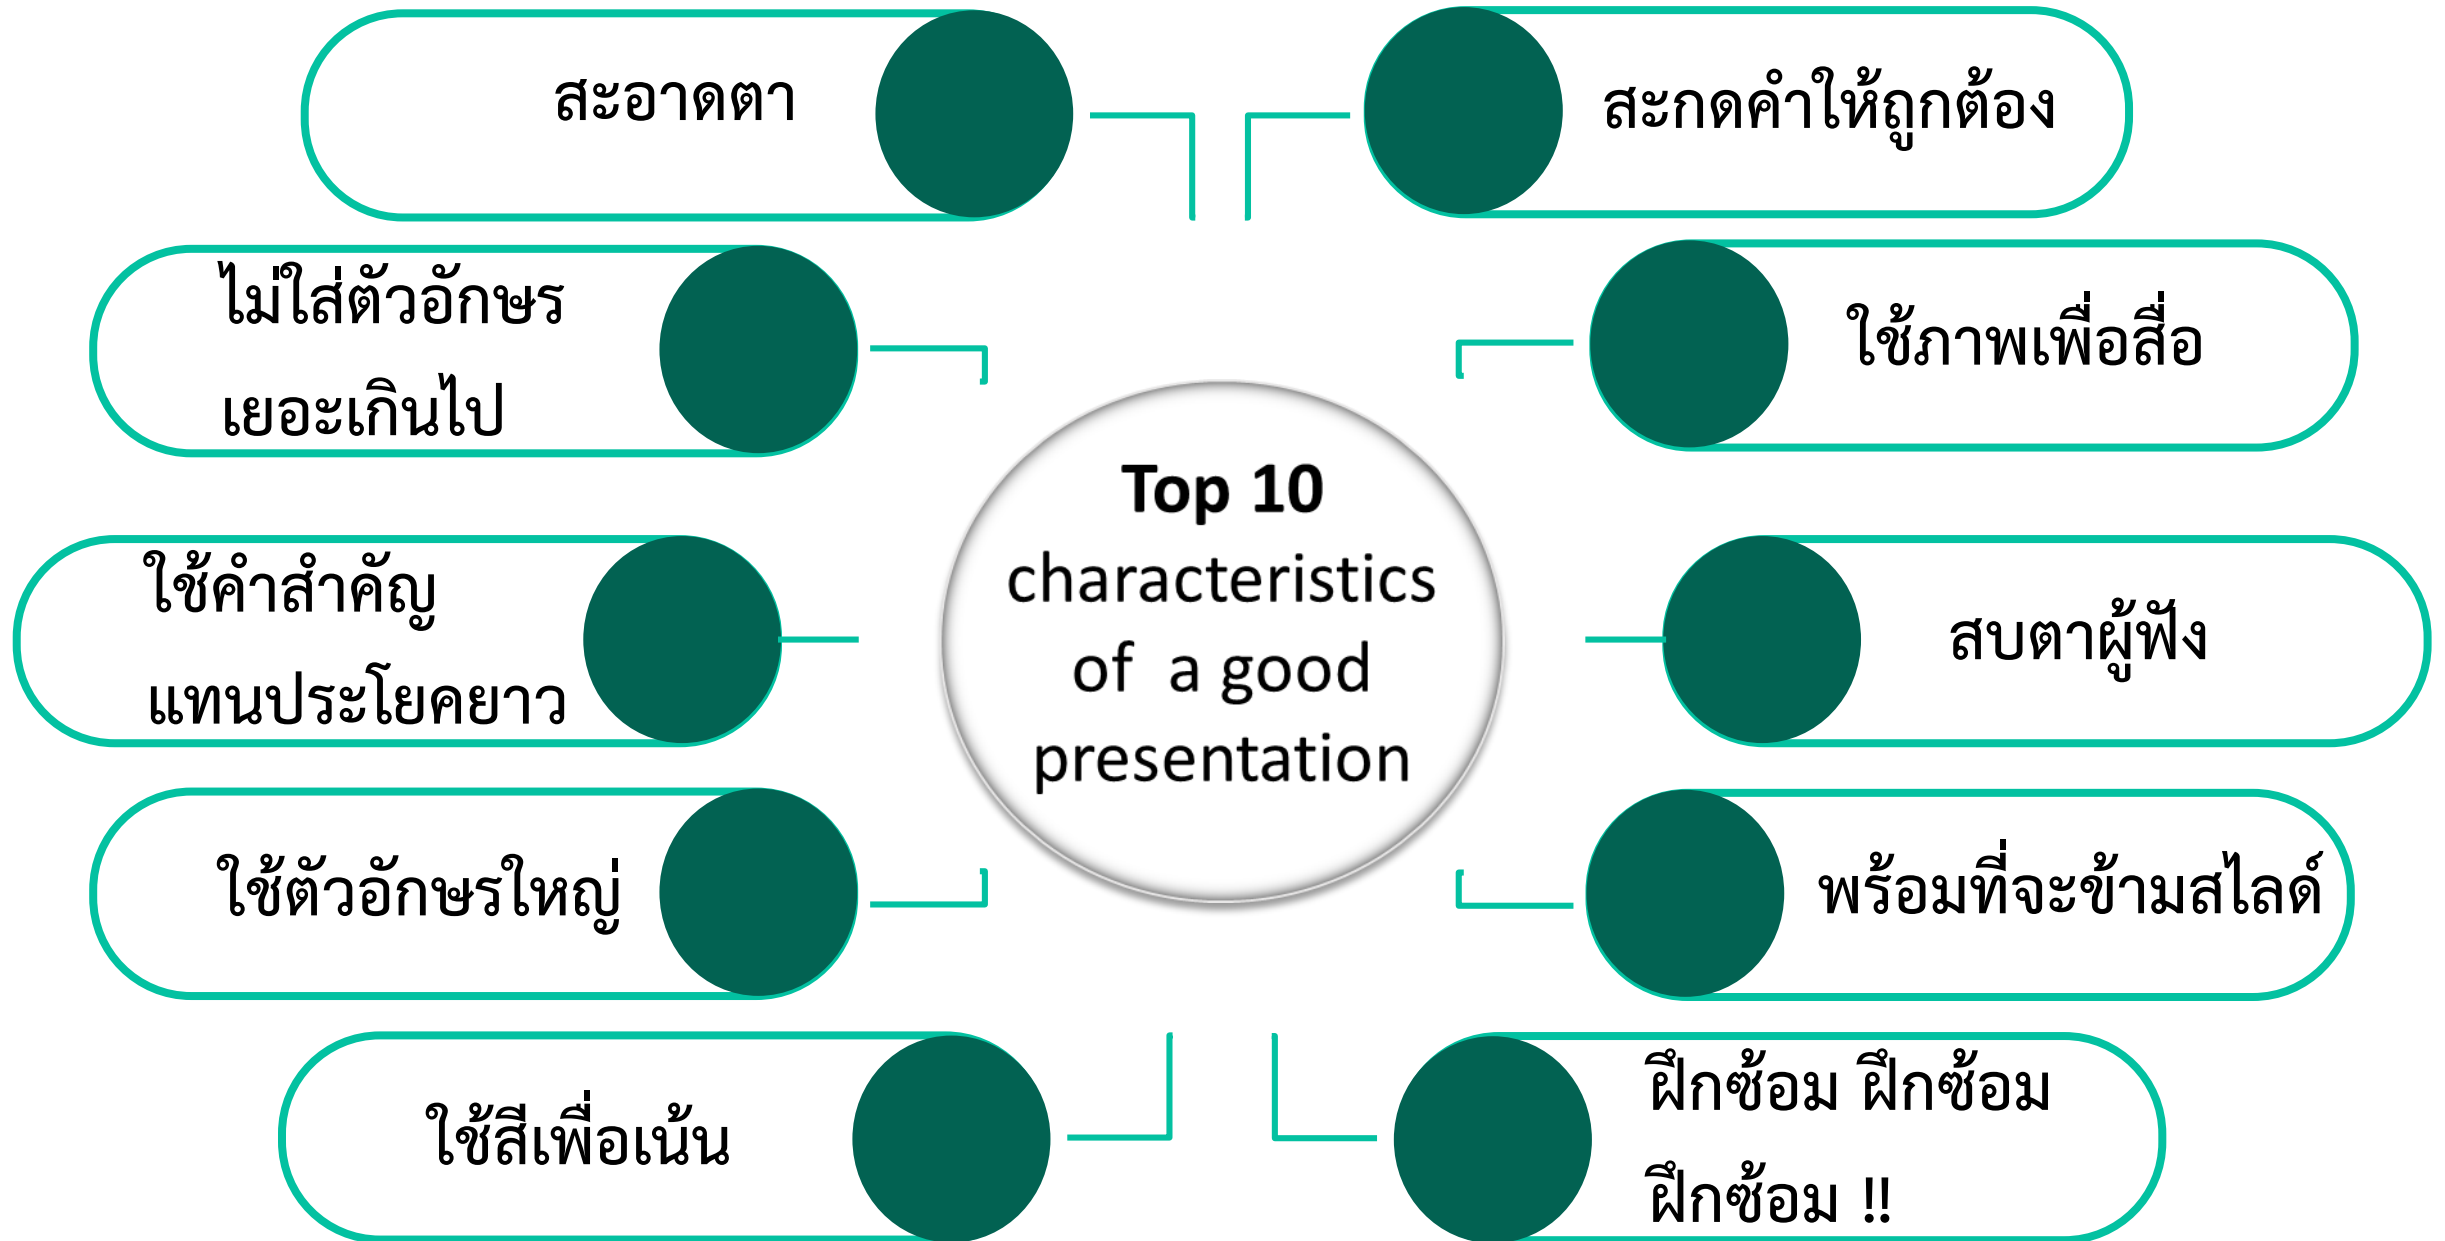 สะอาดตา
ไม่ใส่ตัวอักษร
เยอะเกินไป
ใช้คำสำคัญ
แทนประโยคยาว
ใช้ตัวอักษรใหญ่
ใช้สีเพื่อเน้น
Top 10
characteristics
of a good
presentation
สะกดคำให้ถูกต้อง
ใช้ภาพเพื่อสื่อ
สบตาผู้ฟัง
พร้อมที่จะข้ามสไลด์
ฝึกซ้อม ฝึกซ้อม
ฝึกซ้อม !!